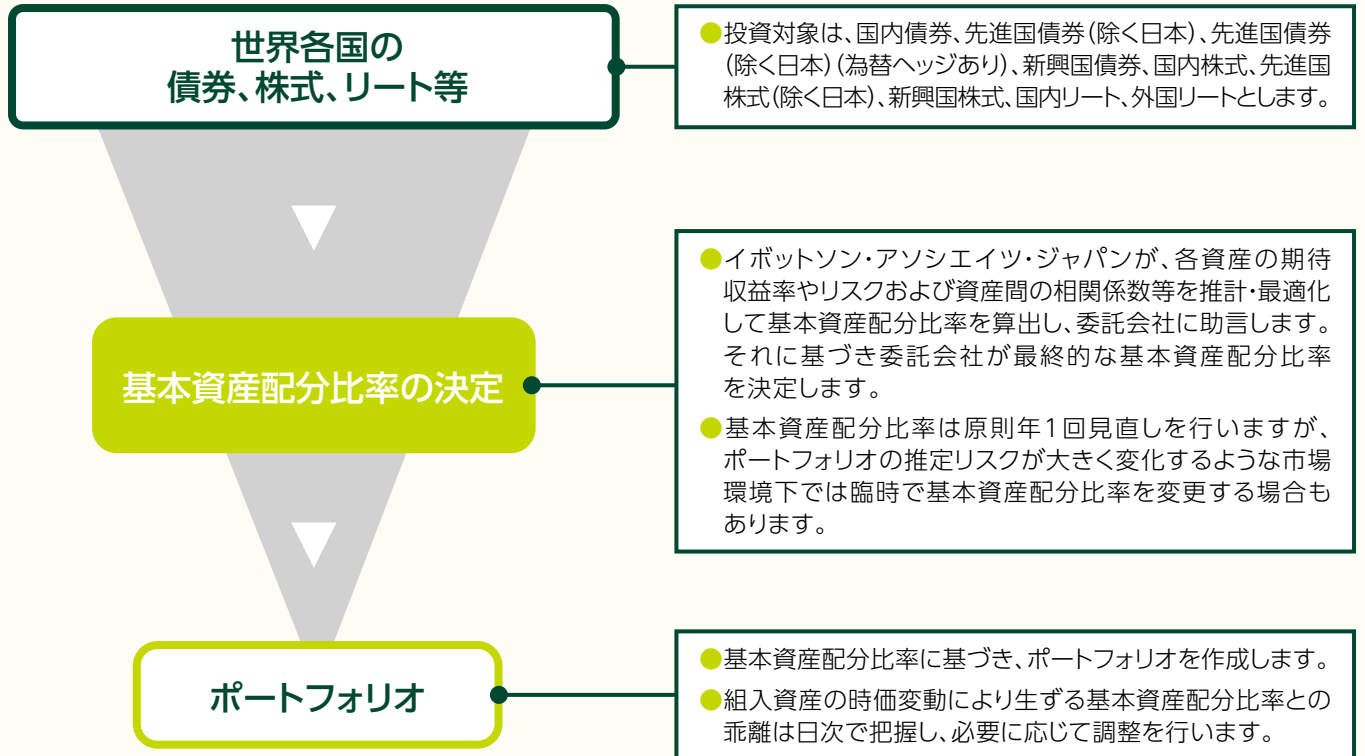 世界各国の
債券、株式、リート等
●投資対象は、国内債券、先進国債券(除く日本)、先進国債券
(除く日本)(為替ヘッジあり)、新興国債券、国内株式、先進国
株式(除く日本)、新興国株式、国内リート、外国リートとします。
基本資産配分比率の決定
●イボットソン・アソシエイツ・ジャパンが、各資産の期待
収益率やリスクおよび資産間の相関係数等を推計・最適化
して基本資産配分比率を算出し、委託会社に助言します。
それに基づき委託会社が最終的な基本資産配分比率
を決定します。
●基本資産配分比率は原則年1回見直しを行いますが、
ポートフォリオの推定リスクが大きく変化するような市場
環境下では臨時で基本資産配分比率を変更する場合も
あります。
ポートフォリオ
●基本資産配分比率に基づき、ポートフォリオを作成します。
●組入資産の時価変動により生ずる基本資産配分比率との
乖離は日次で把握し、必要に応じて調整を行います。